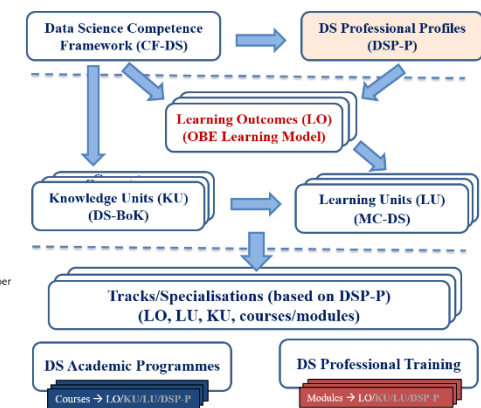 Data Science Competence
Framework (CF-DS)
DS Professional Profiles
(DSP-P)
Learning Outcomes (LO)
(OBE Learning Model)
Knowledge Units (KU)
(DS-BoK)
Learning Units (LU)
(MC-DS)
Tracks/Specialisations (based on DSP-P)
(LO, LU, KU, courses/modules)
DS Academic Programmes
DS Professional Training
Courses → LO/KU/LU/DSP-P
Modules → LO/KU/LU/DSP-P